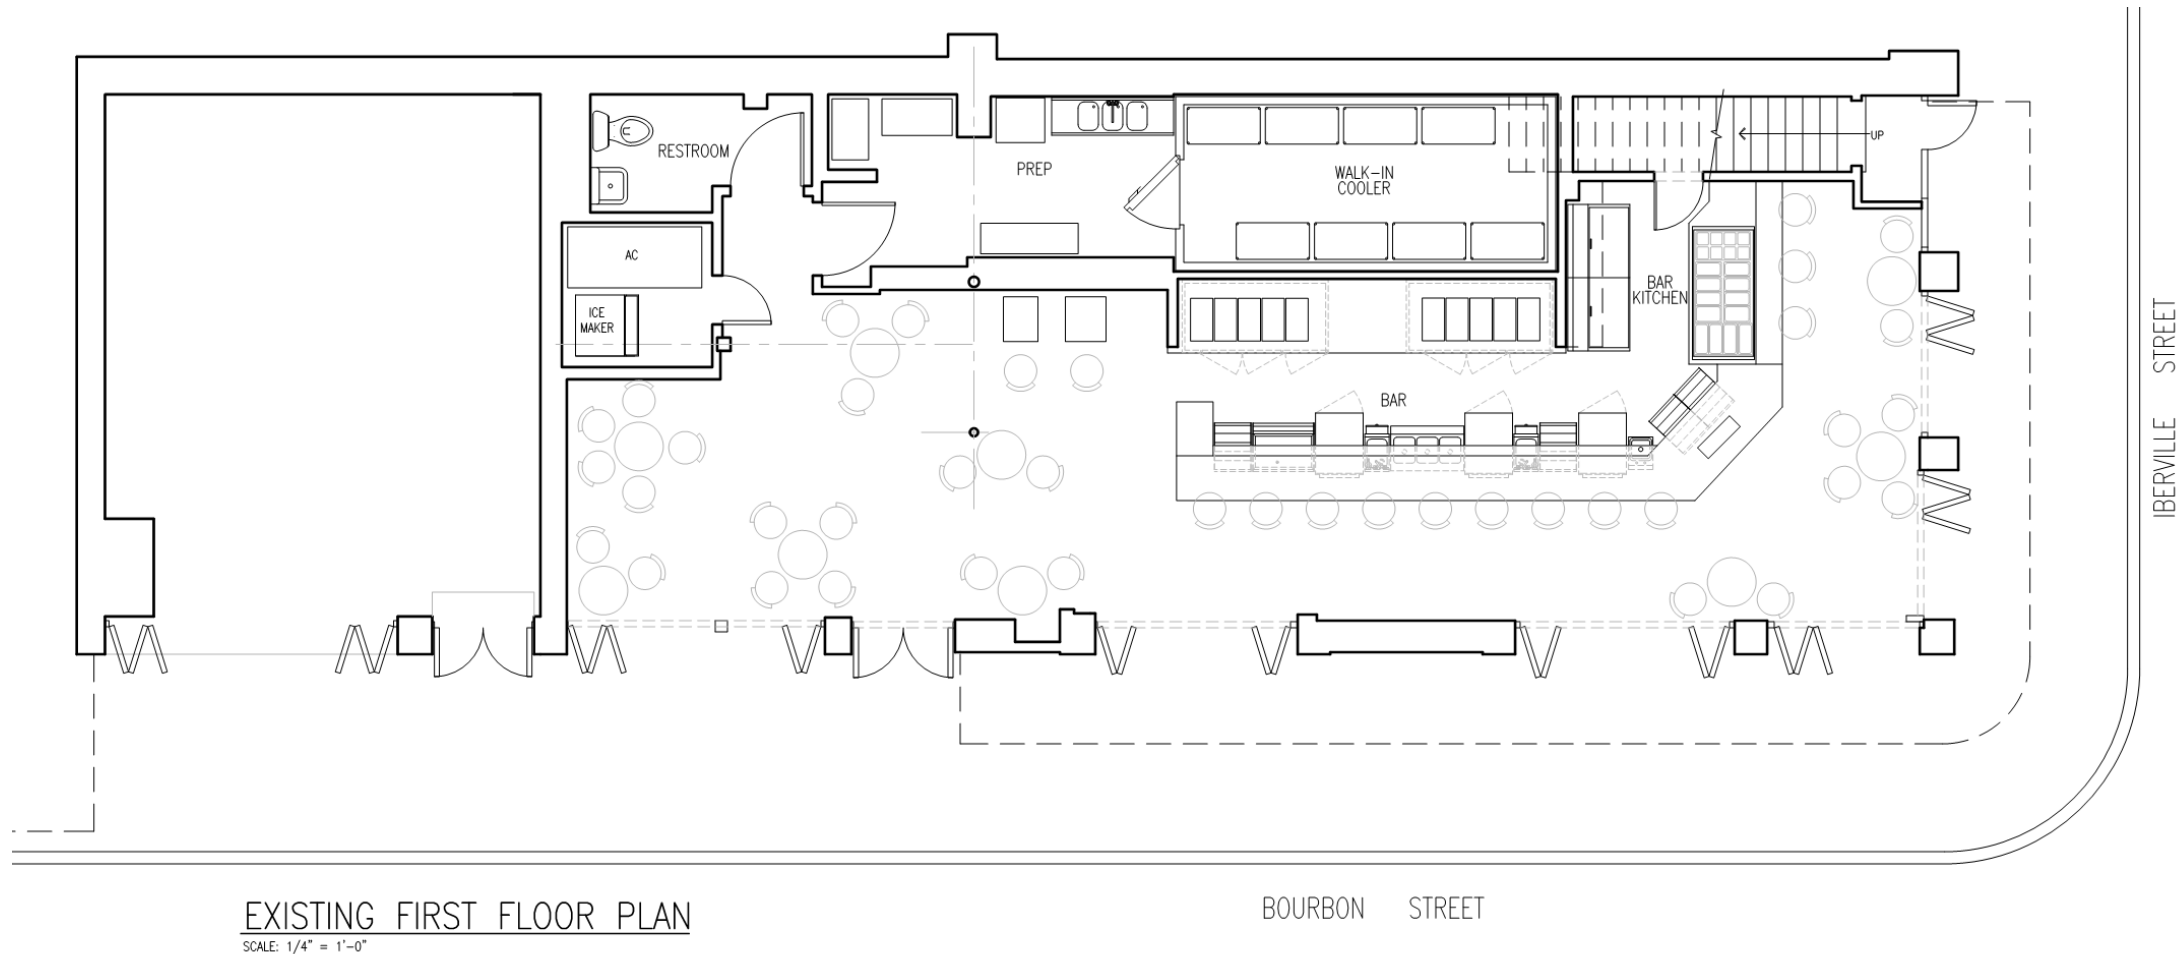 RESTROOM
PREP
WALK-IN
COOLER
UP
AC
ICE
MAKER
BAR
KITCHEN
BAR
IBERVILLE STREET
BOURBON STREET
EXISTING FIRST FLOOR PLAN
SCALE: 1/4" = 1'-0"